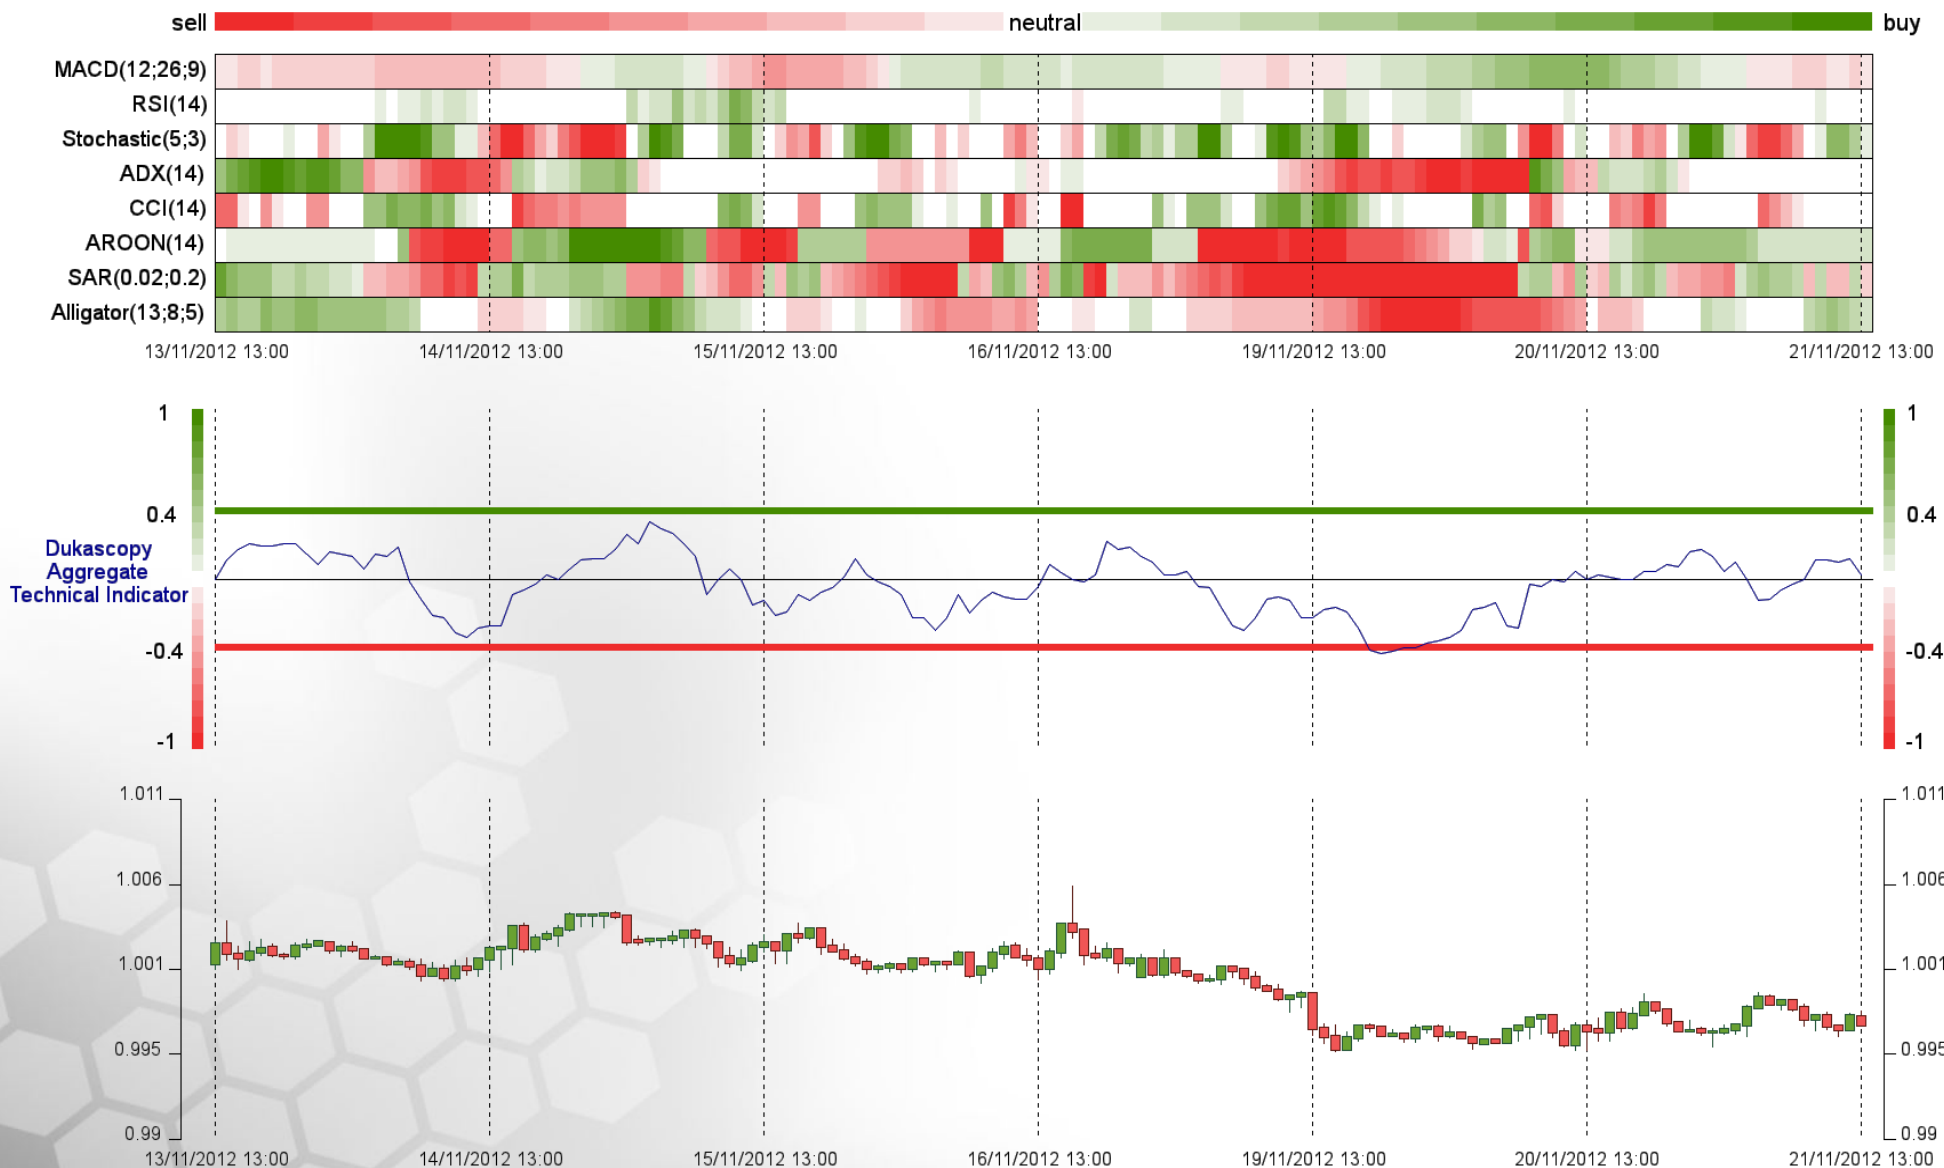 sell neutral buy
MACD(12;26;9)
RSI(14)
Stochastic(5;3)
ADX(14)
CCI(14)
AROON(14)
SAR(0.02;0.2)
Alligator(13;8;5)
13/11/2012 13:00 14/11/2012 13:00 15/11/2012 13:00 16/11/2012 13:00 19/11/2012 13:00 20/11/2012 13:00 21/11/2012 13:00
1 1
0.4 0.4
Dukascopy
Aggregate
Technical Indicator
-0.4 -0.4
-1 -1
1.011 1.011
1.006 1.006
1.001 1.001
0.995 0.995
0.99 0.99
13/11/2012 13:00 14/11/2012 13:00 15/11/2012 13:00 16/11/2012 13:00 19/11/2012 13:00 20/11/2012 13:00 21/11/2012 13:00